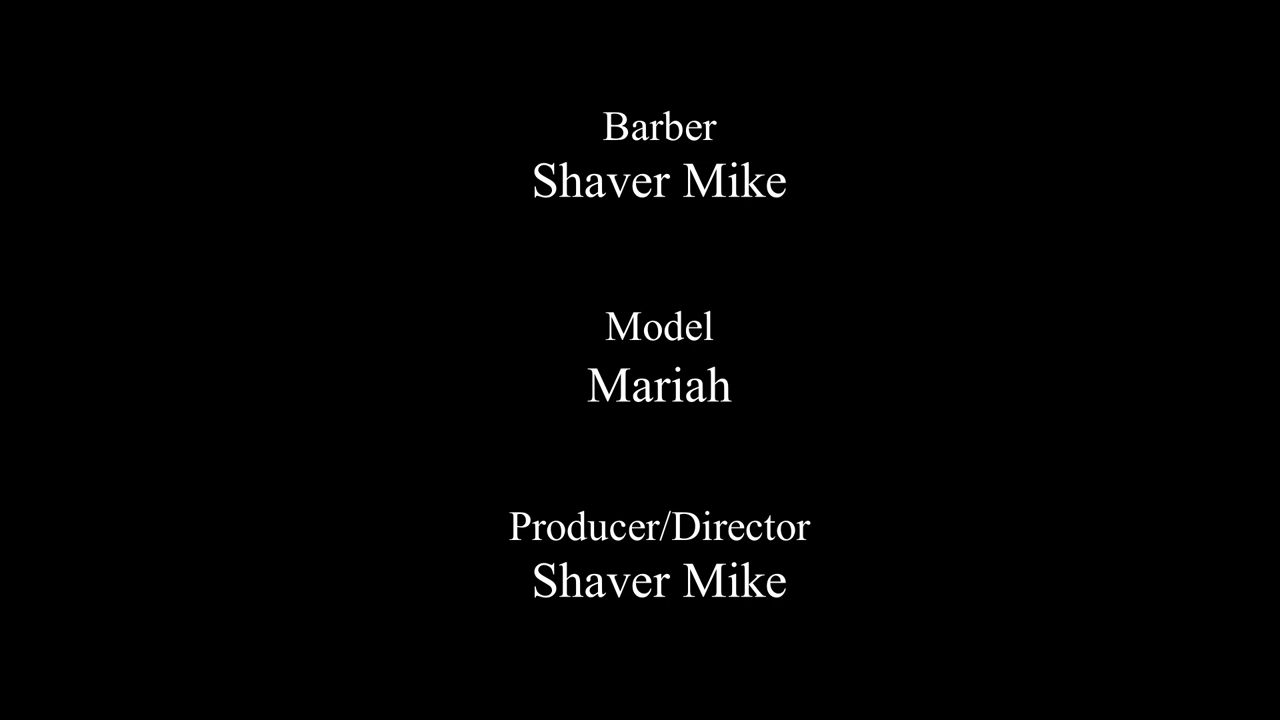 Barber
Shaver Mike
Model
Mariah
Producer/Director
Shaver Mike